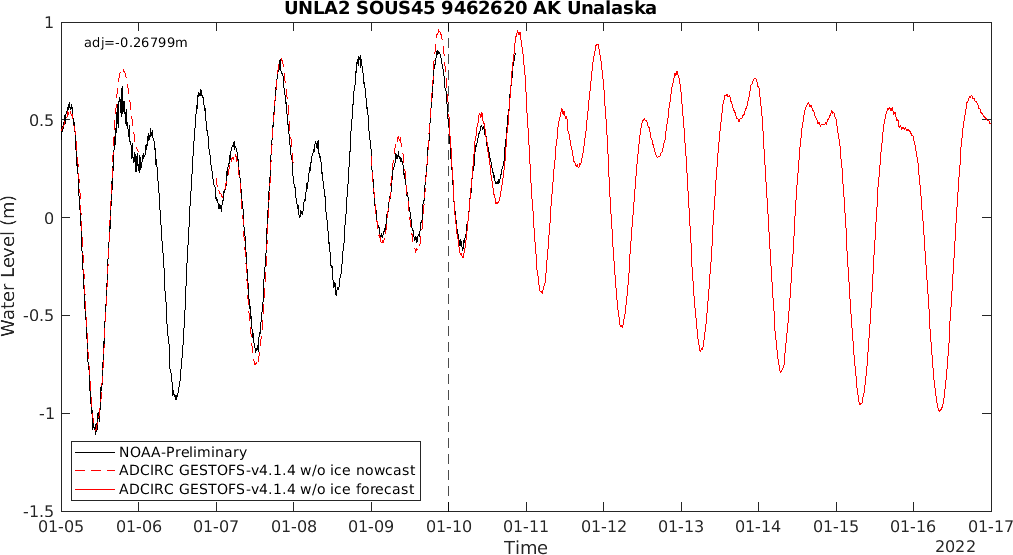 UNLA2 SOUS45 9462620 AK Unalaska
adj=-0.26799m
1
0.5
0
-0.5
-1
-1.5
Water Level (m)
NOAA-Preliminary
ADCIRC GESTOFS-v4.1.4 w/o ice nowcast
ADCIRC GESTOFS-v4.1.4 w/o ice forecast
01-05 01-06 01-07 01-08 01-09 01-10 01-11 01-12 01-13 01-14 01-15 01-16 01-17
Time
2022